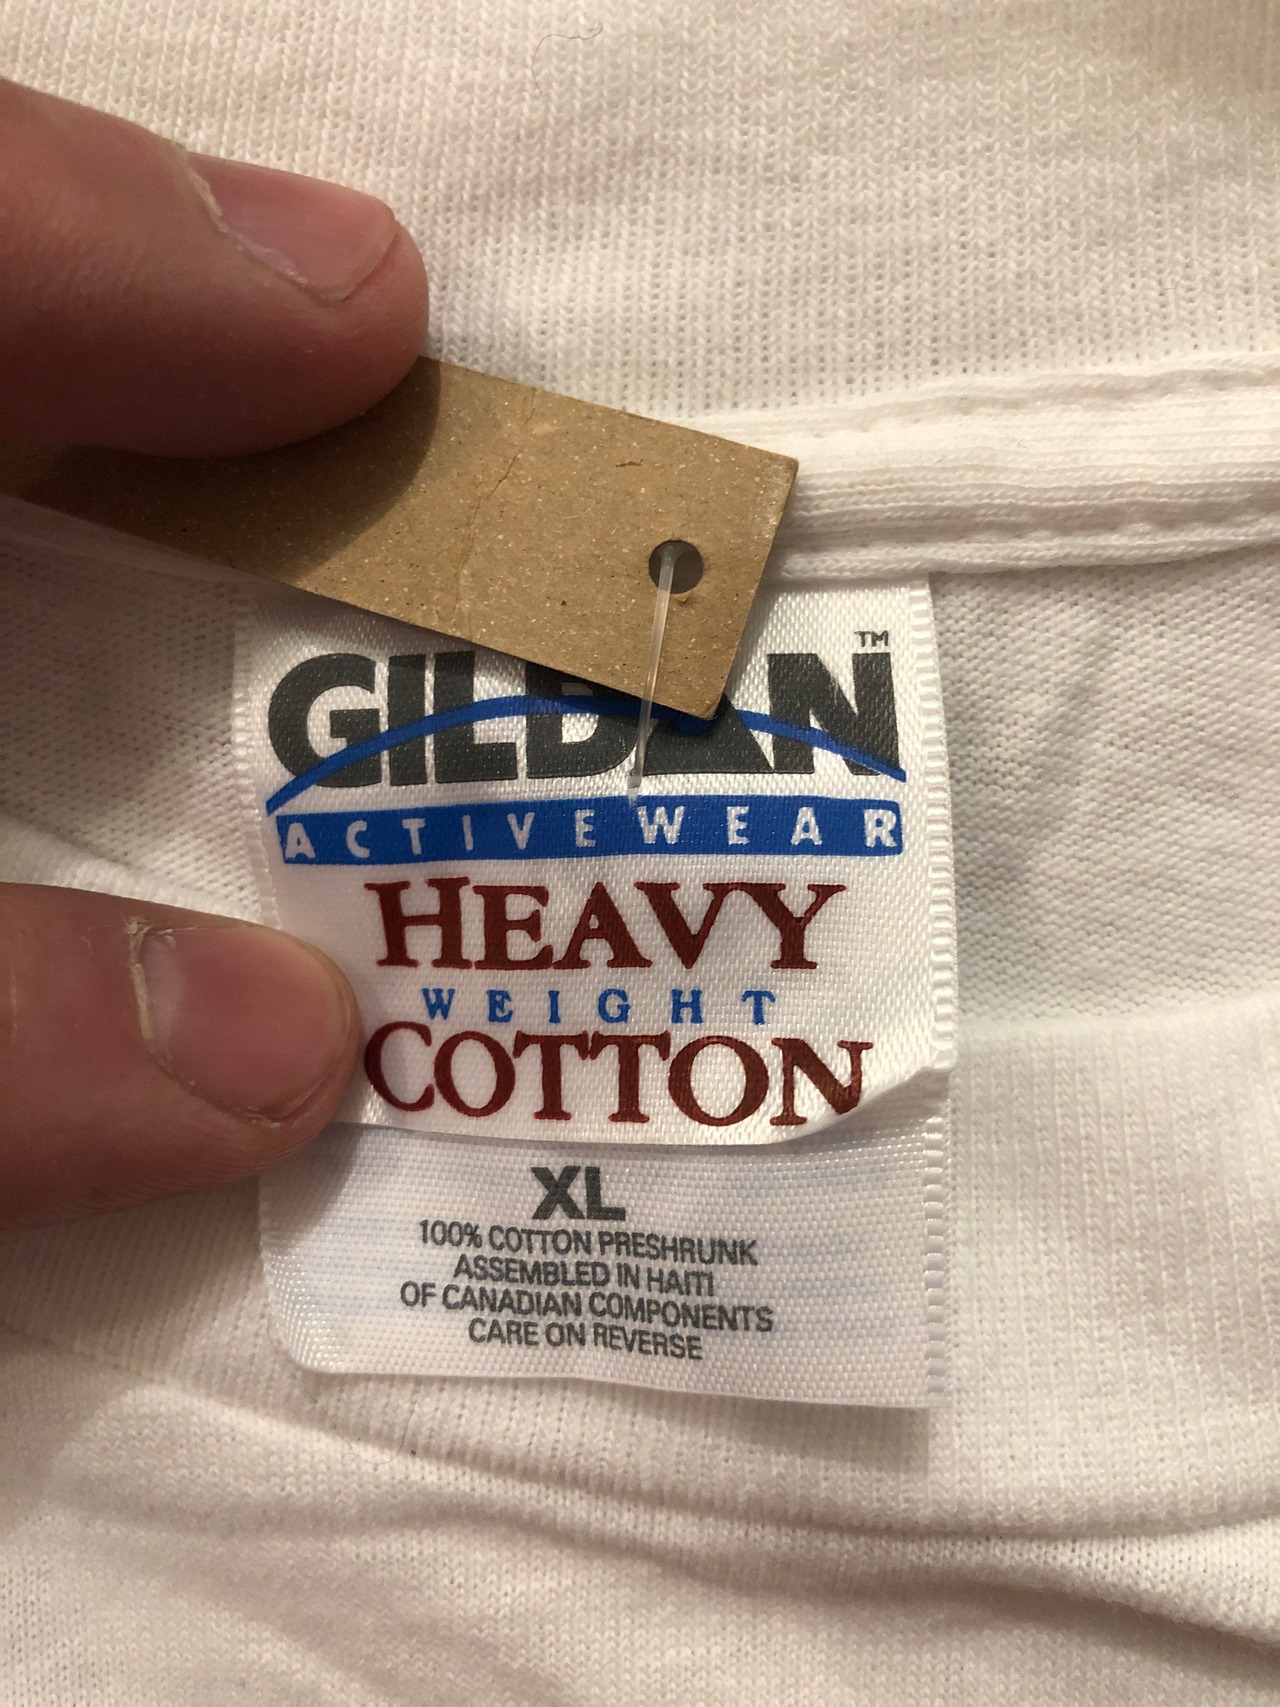 GILDAN™
ACTIVEWEAR
HEAVY
WEIGHT
COTTON
XL
100% COTTON PRESHRUNK
ASSEMBLED IN HAITI
OF CANADIAN COMPONENTS
CARE ON REVERSE